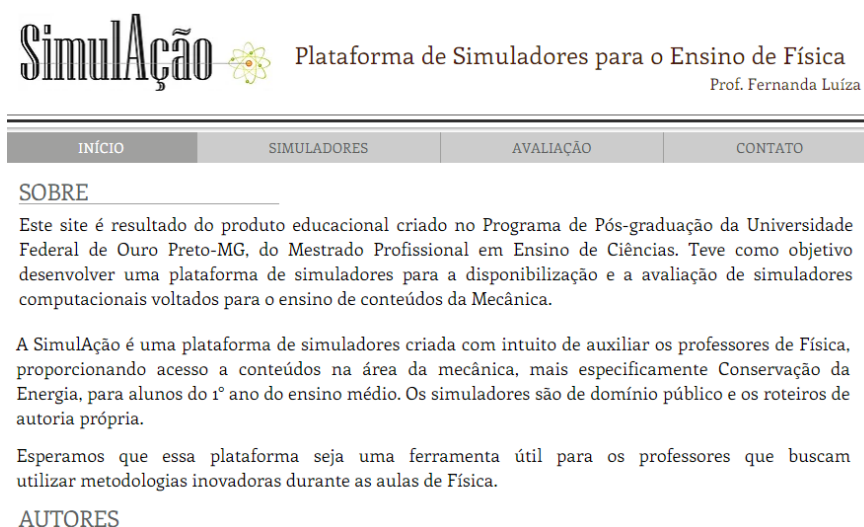 SimulAção
Plataforma de Simuladores para o Ensino de Física
Prof. Fernanda Luíza
INÍCIO SIMULADORES AVALIAÇÃO CONTATO
SOBRE
Este site é resultado do produto educacional criado no Programa de Pós-graduação da Universidade
Federal de Ouro Preto-MG, do Mestrado Profissional em Ensino de Ciências. Teve como objetivo
desenvolver uma plataforma de simuladores para a disponibilização e a avaliação de simuladores
computacionais voltados para o ensino de conteúdos da Mecânica.
A SimulAção é uma plataforma de simuladores criada com intuito de auxiliar os professores de Física,
proporcionando acesso a conteúdos na área da mecânica, mais especificamente Conservação da
Energia, para alunos do 1º ano do ensino médio. Os simuladores são de domínio público e os roteiros de
autoria própria.
Esperamos que essa plataforma seja uma ferramenta útil para os professores que buscam
utilizar metodologias inovadoras durante as aulas de Física.
AUTORES